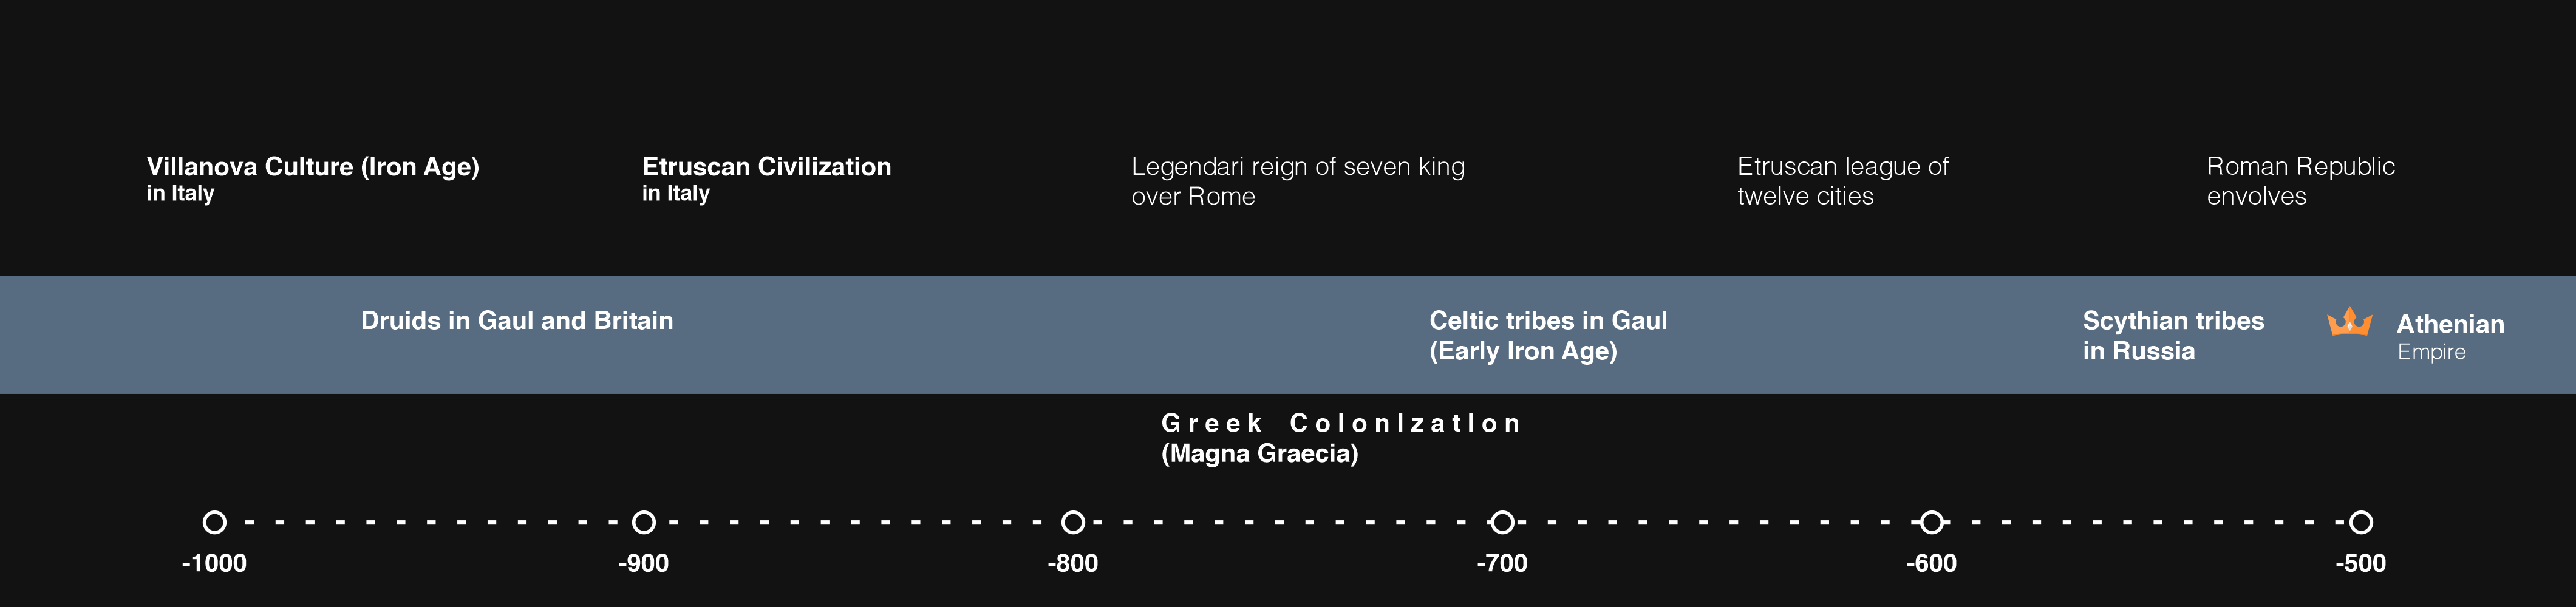 Villanova Culture (Iron Age)
in Italy
Etruscan Civilization
in Italy
Legendari reign of seven king
over Rome
Etruscan league of
twelve cities
Roman Republic
envolves
Druids in Gaul and Britain
Celtic tribes in Gaul
(Early Iron Age)
Scythian tribes
in Russia
Athenian
Empire
Greek ColonIzatIon
(Magna Graecia)
-1000
-900
-800
-700
-600
-500